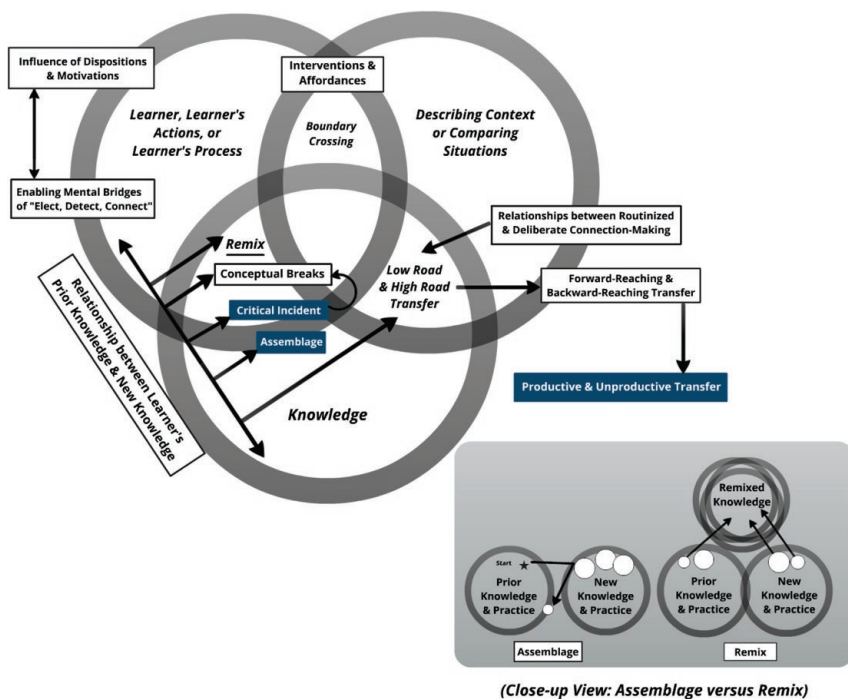 Influence of Dispositions
& Motivations
Interventions &
Affordances
Learner, Learner's
Actions, or
Learner's Process
Boundary
Crossing
Describing Context
or Comparing
Situations
Enabling Mental Bridges
of "Elect, Detect, Connect"
Relationships between Routinized
& Deliberate Connection-Making
Remix
Conceptual Breaks
Low Road
& High Road
Transfer
Forward-Reaching &
Backward-Reaching Transfer
Critical Incident
Assemblage
Relationship between Learner's
Prior Knowledge & New Knowledge
Productive & Unproductive Transfer
Knowledge
Remixed
Knowledge
Start
Prior
Knowledge
& Practice
New
Knowledge
& Practice
Prior
Knowledge
& Practice
New
Knowledge
& Practice
Assemblage
Remix
(Close-up View: Assemblage versus Remix)